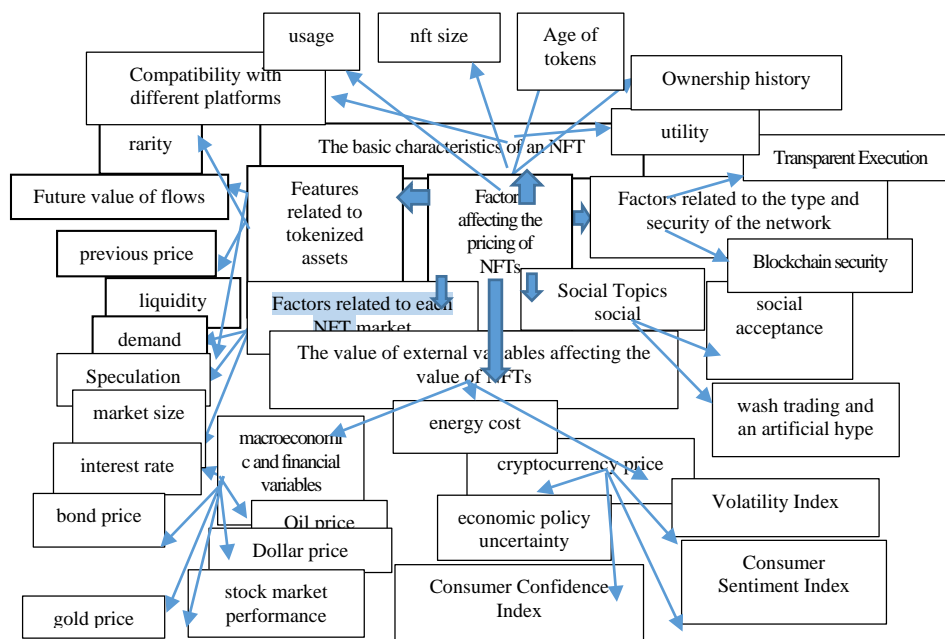 usage
nft size
Age of
tokens
Compatibility with
different platforms
Ownership history
rarity
The basic characteristics of an NFT
utility
Transparent Execution
Future value of flows
Features
related to
tokenized
assets
Factors
affecting the
pricing of
NFTs
Factors related to the type and
security of the network
previous price
Blockchain security
liquidity
Factors related to each
NFT market
Social Topics
social
social
acceptance
demand
Speculation
The value of external variables affecting the
value of NFTs
market size
wash trading and
an artificial hype
energy cost
macroeconomi
c and financial
variables
interest rate
cryptocurrency price
bond price
Oil price
economic policy
uncertainty
Volatility Index
Dollar price
Consumer
Sentiment Index
stock market
performance
Consumer Confidence
Index
gold price